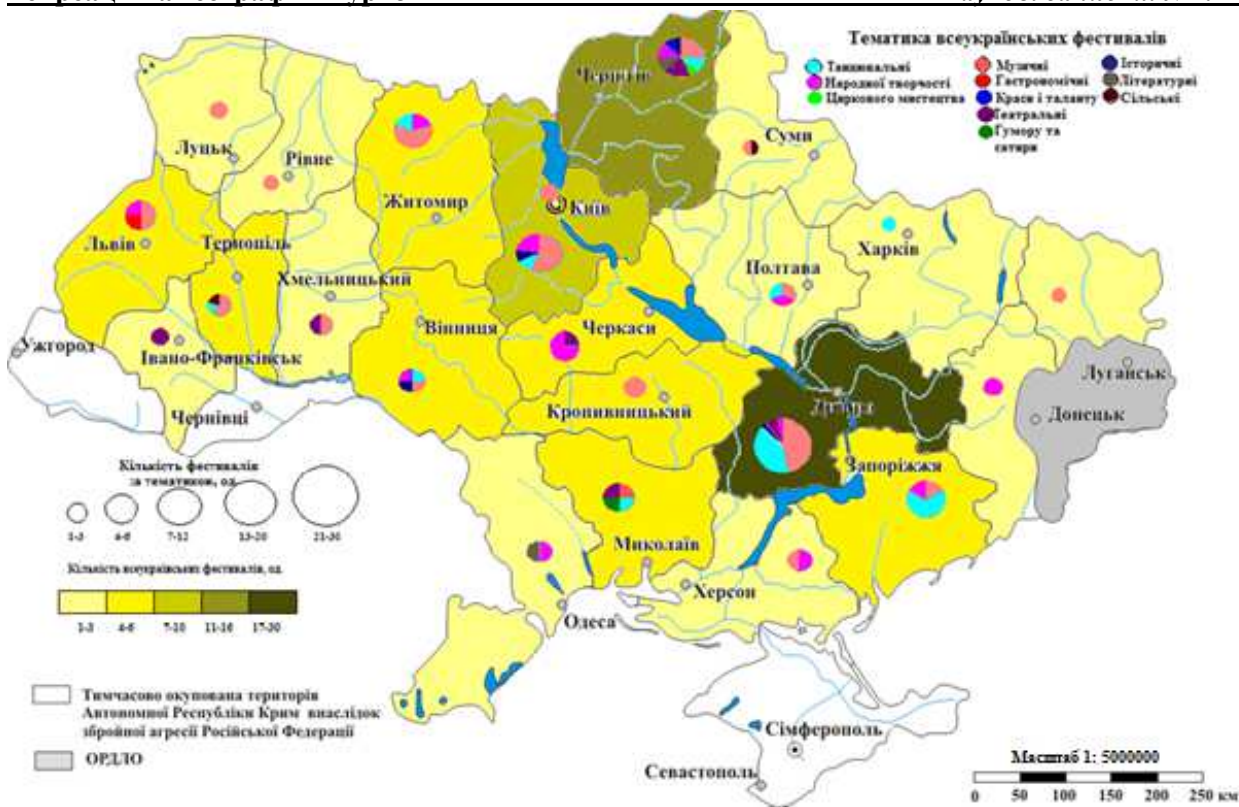 Тематика всеукраїнських фестивалів
Танцювальні
Народної творчості
Циркового мистецтва
Музичні
Гастрономічні
Краси і таланту
Театральні
Гумору та
сатири
Історичні
Літературні
Сільські
Чернігів
Суми
Луцьк
Рівне
Житомир
Київ
Львів
Тернопіль
Хмельницький
Харків
Полтава
Вінниця
Черкаси
Ужгород
Івано-Франківськ
Чернівці
Кропивницький
Дніпро
Луганськ
Донецьк
Запоріжжя
Миколаїв
Херсон
Одеса
Сімферополь
Севастополь
Кількість фестивалів
за тематикою, од.
1-3
4-6
7-12
13-20
21-30
Кількість всеукраїнських фестивалів, од.
1-3
4-6
7-10
11-16
17-30
Тимчасово окупована територія
Автономної Республіки Крим внаслідок
збройної агресії Російської Федерації
ОРДЛО
Масштаб 1: 5000000
0 50 100 150 200 250 км